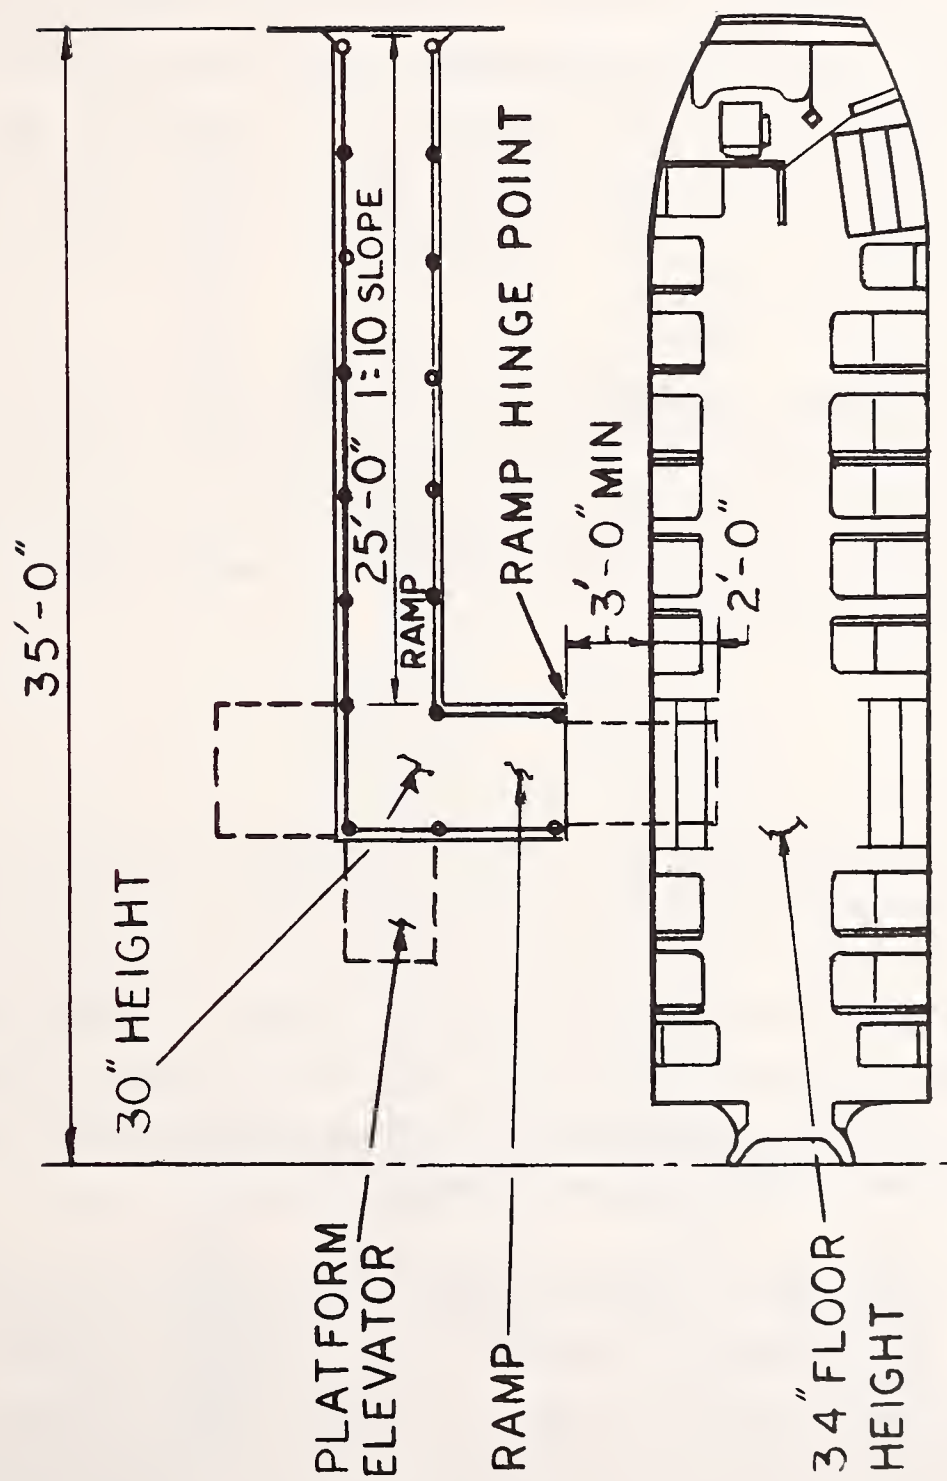 35'-0"
25'-0" 1:10 SLOPE
RAMP
RAMP HINGE POINT
3'-0" MIN
2'-0"
30" HEIGHT
PLATFORM
ELEVATOR
RAMP
34" FLOOR
HEIGHT